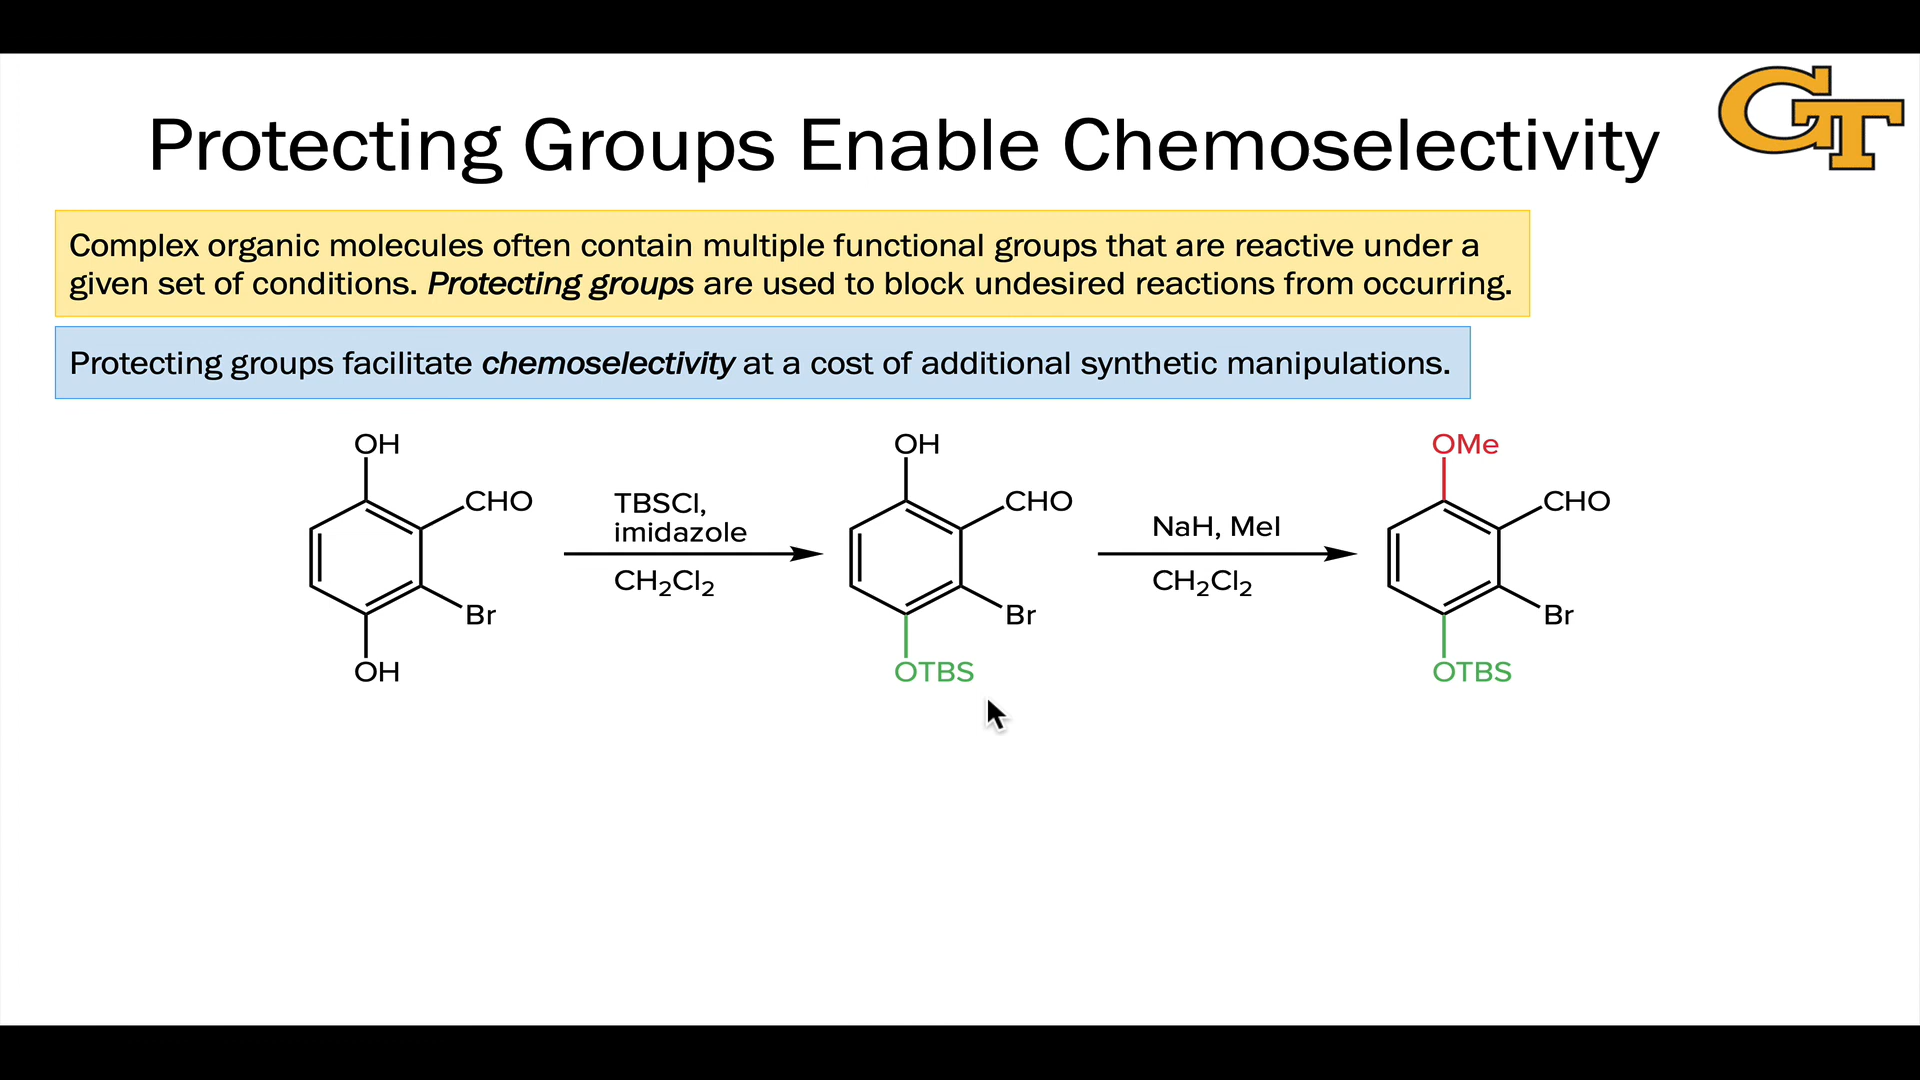 GT
Protecting Groups Enable Chemoselectivity
Complex organic molecules often contain multiple functional groups that are reactive under a
given set of conditions. Protecting groups are used to block undesired reactions from occurring.
Protecting groups facilitate chemoselectivity at a cost of additional synthetic manipulations.
OH
CHO
Br
OH
TBSCl,
imidazole
CH₂Cl₂
OH
CHO
Br
OTBS
NaH, MeI
CH₂Cl₂
OMe
CHO
Br
OTBS